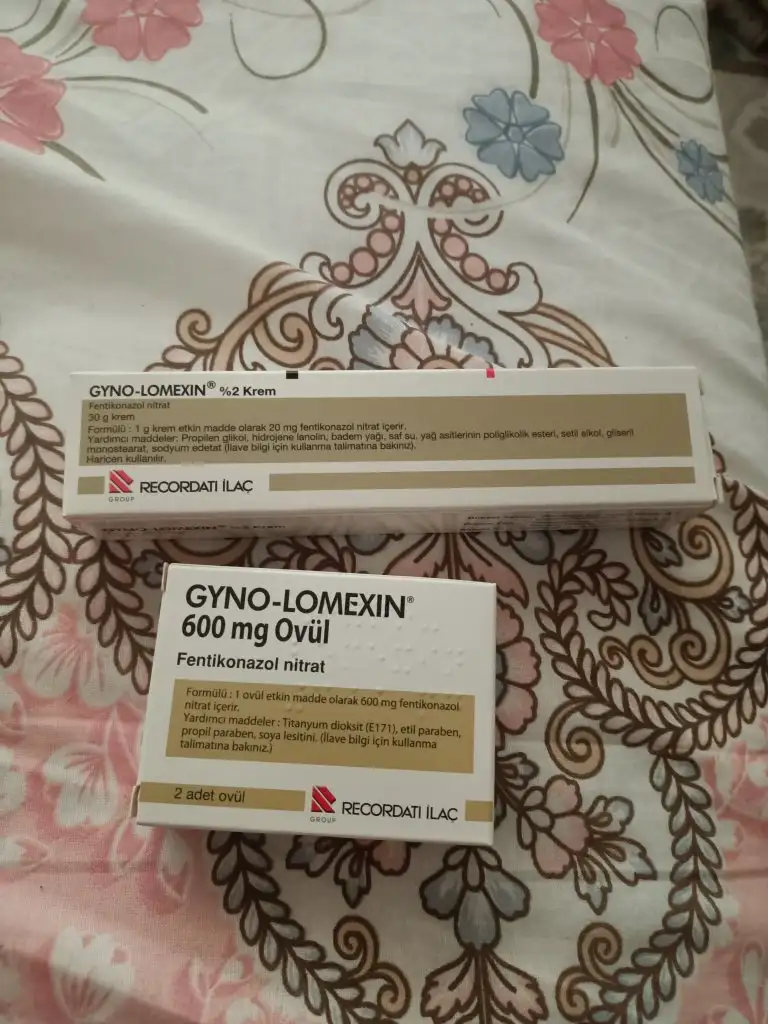 GYNO-LOMEXIN® %2 Krem
Fentikonazol nitrat
30 g krem
Formülü : 1 g krem etkin madde olarak 20 mg fentikonazol nitrat içerir.
Yardımcı maddeler: Propilen glikol, hidrojene lanolin, badem yağı, saf su, yağ asitlerinin poliglikolik esteri, setil alkol, gliseril
monostearat, sodyum edetat (İlave bilgi için kullanma talimatına bakınız).
Haricen kullanılır.
GROUP
RECORDATI İLAÇ
GYNO-LOMEXIN® %2 Krem
GYNO-LOMEXIN®
600 mg Ovül
Fentikonazol nitrat
Formülü : 1 ovül etkin madde olarak 600 mg fentikonazol
nitrat içerir.
Yardımcı maddeler : Titanyum dioksit (E171), etil paraben,
propil paraben, soya lesitini. (İlave bilgi için kullanma
talimatına bakınız.)
2 adet ovül
GROUP
RECORDATI İLAÇ